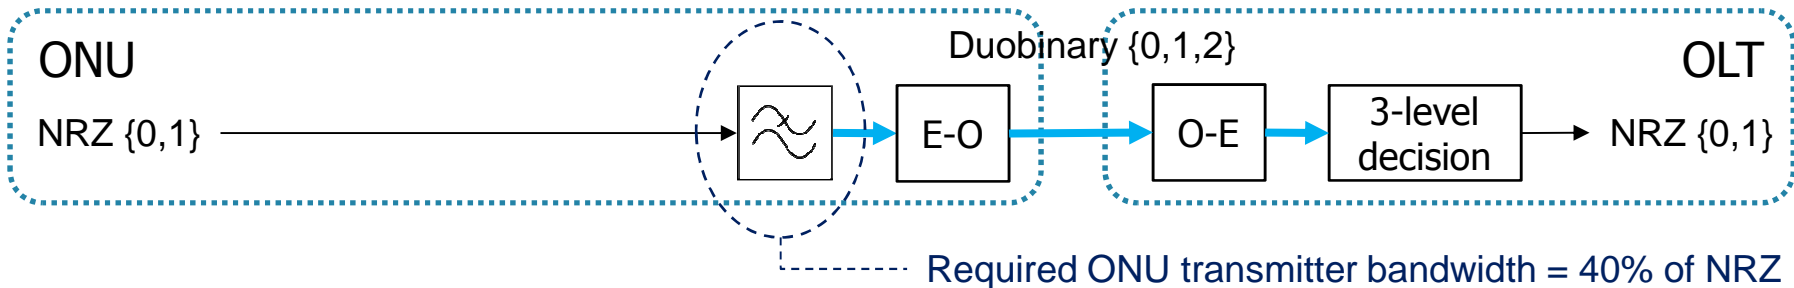 ONU
Duobinary {0,1,2}
OLT
NRZ {0,1}
E-O
O-E
3-level
decision
NRZ {0,1}
Required ONU transmitter bandwidth = 40% of NRZ